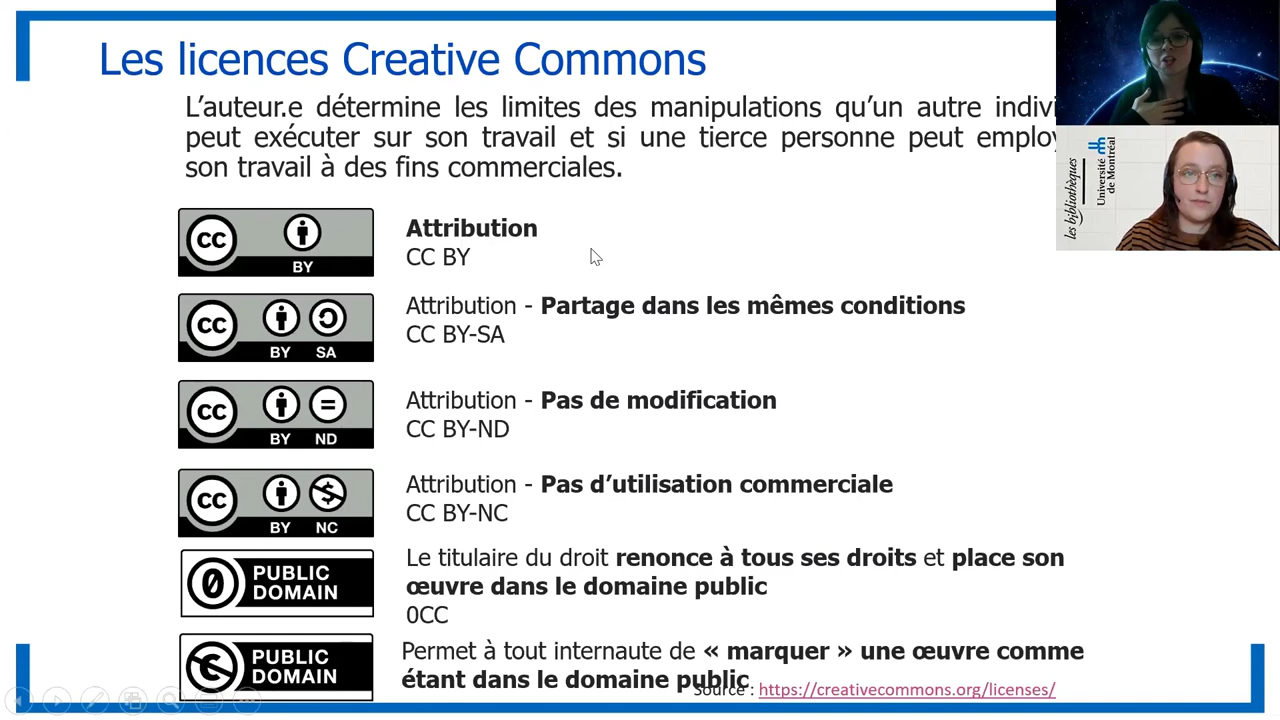 Les licences Creative Commons
L’auteur.e détermine les limites des manipulations qu’un autre indivi
peut exécuter sur son travail et si une tierce personne peut employ
son travail à des fins commerciales.
les bibliothèques
Université
de Montréal
cc
BY
Attribution
CC BY
cc
BY SA
Attribution - Partage dans les mêmes conditions
CC BY-SA
cc
BY ND
Attribution - Pas de modification
CC BY-ND
cc
BY NC
Attribution - Pas d’utilisation commerciale
CC BY-NC
0 PUBLIC
DOMAIN
Le titulaire du droit renonce à tous ses droits et place son
œuvre dans le domaine public
0CC
C PUBLIC
DOMAIN
Permet à tout internaute de « marquer » une œuvre comme
étant dans le domaine public
Source : https://creativecommons.org/licenses/